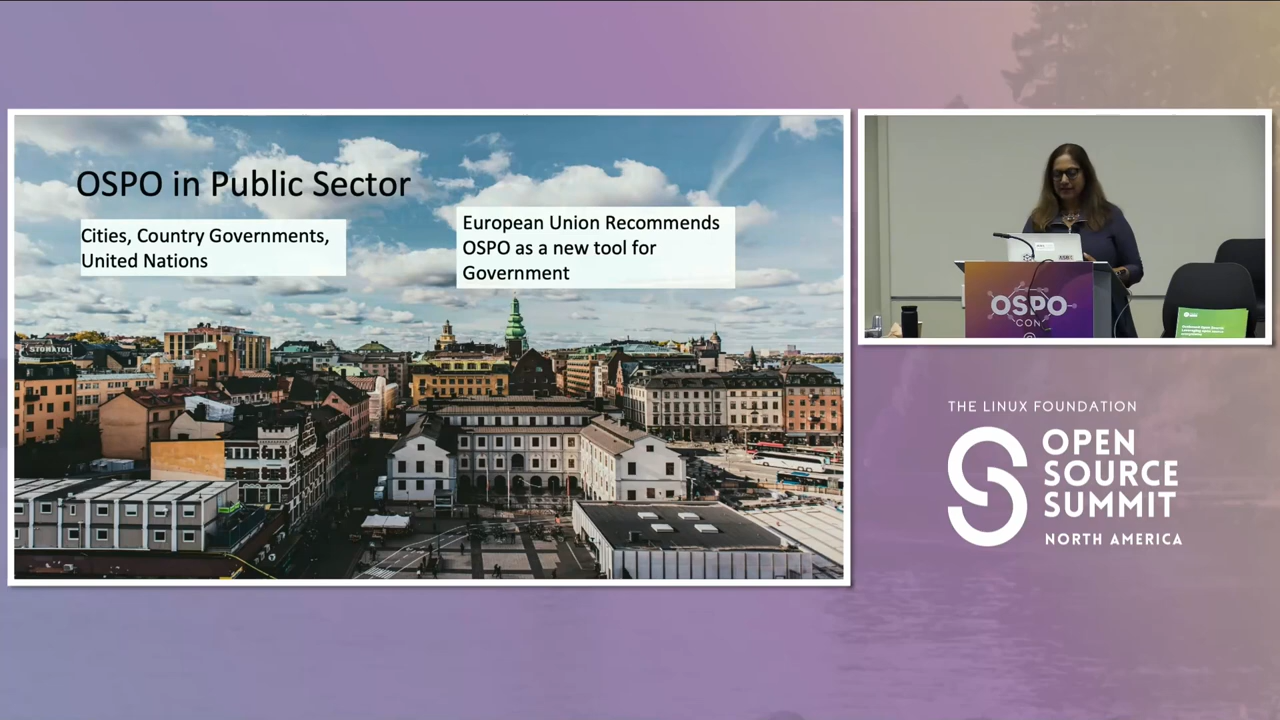 OSPO in Public Sector
Cities, Country Governments,
United Nations
European Union Recommends
OSPO as a new tool for
Government
STOMATOL
OSPO
CON
THE LINUX FOUNDATION
OPEN
SOURCE
SUMMIT
NORTH AMERICA